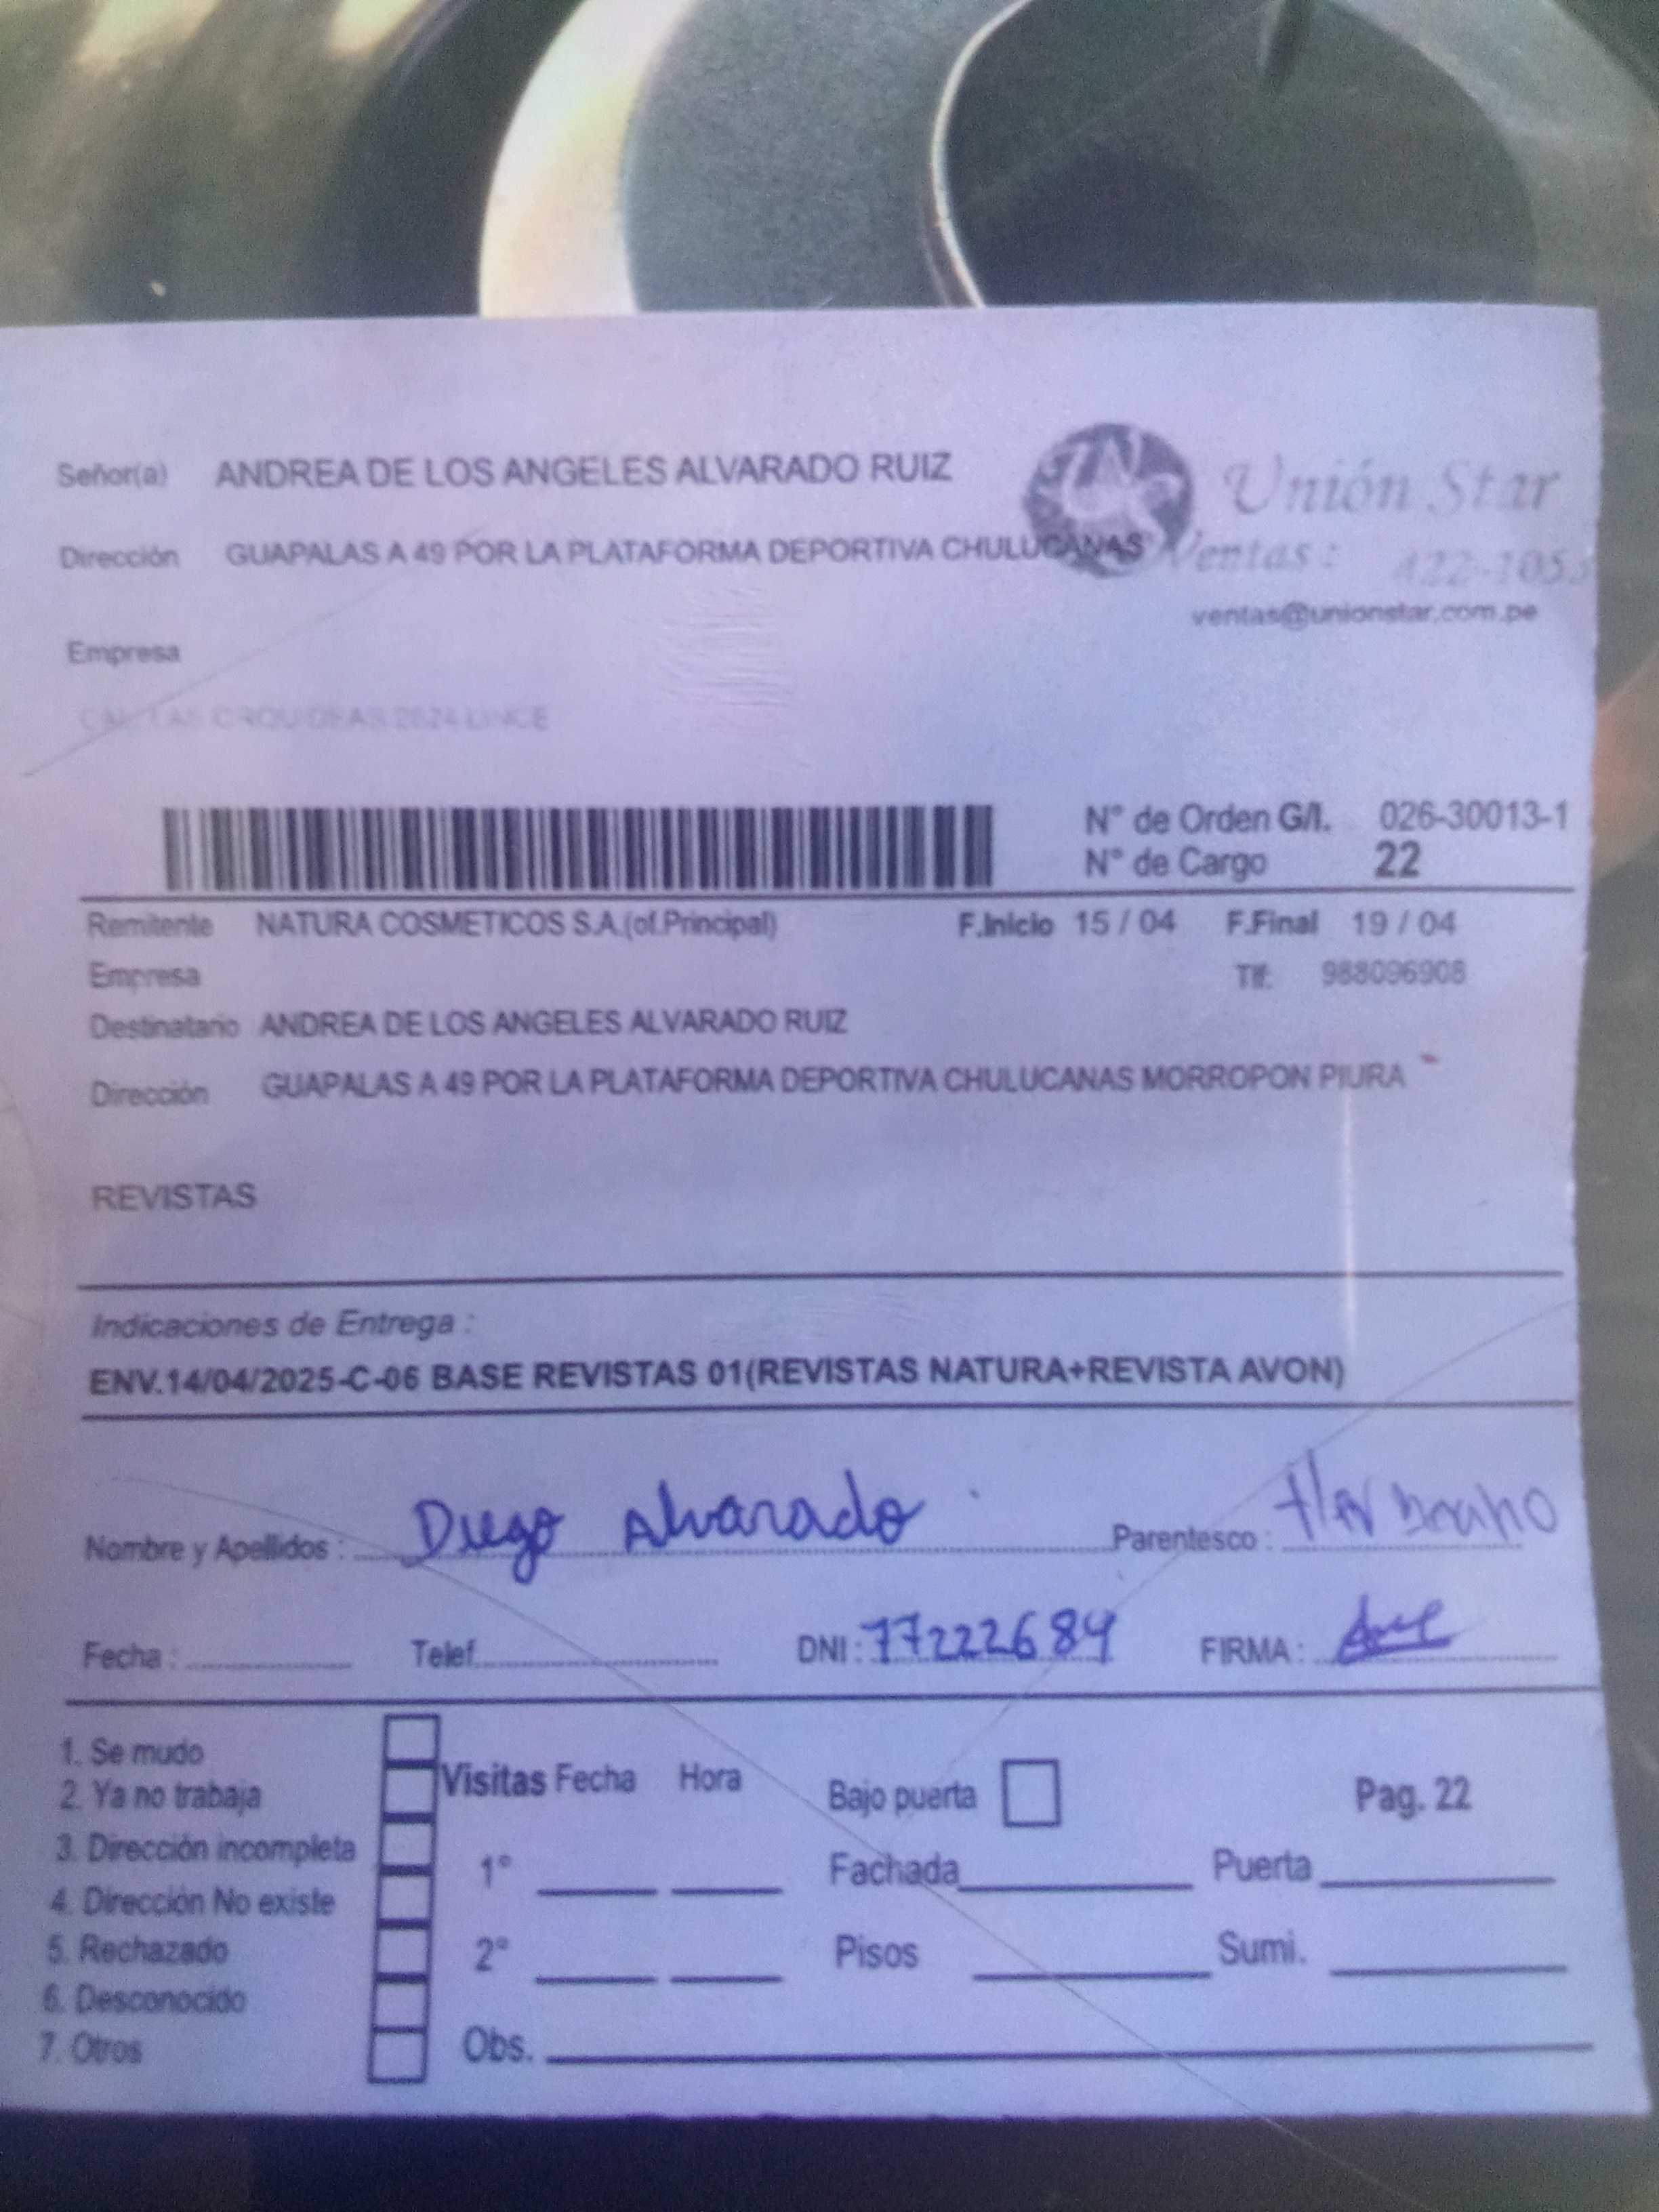 Señor(a) ANDREA DE LOS ANGELES ALVARADO RUIZ
Unión Star
Dirección GUAPALAS A 49 POR LA PLATAFORMA DEPORTIVA CHULUCANAS
Ventas: 422-105
ventas@unionstar.com.pe
Empresa
LAS ORQUIDEAS 2624 LINCE
N° de Orden G/I. 026-30013-1
N° de Cargo 22
Remitente NATURA COSMETICOS S.A.(of.Principal) F.Inicio 15 / 04 F.Final 19 / 04
Empresa Tlf: 988096908
Destinatario ANDREA DE LOS ANGELES ALVARADO RUIZ
Dirección GUAPALAS A 49 POR LA PLATAFORMA DEPORTIVA CHULUCANAS MORROPON PIURA
REVISTAS
Indicaciones de Entrega :
ENV.14/04/2025-C-06 BASE REVISTAS 01(REVISTAS NATURA+REVISTA AVON)
Nombre y Apellidos : Diego Alvarado Parentesco :
Fecha : Telef. DNI : 77222684 FIRMA :
1. Se mudo
2. Ya no trabaja
3. Dirección incompleta
4. Dirección No existe
5. Rechazado
6. Desconocido
7. Otros
Visitas Fecha Hora
1°
2°
Obs.
Bajo puerta Pag. 22
Fachada Puerta
Pisos Sumi.